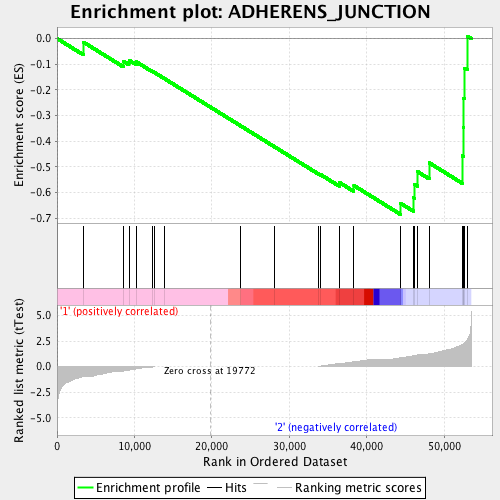 Enrichment plot: ADHERENS_JUNCTION
Enrichment score (ES)
0.0
-0.1
-0.2
-0.3
-0.4
-0.5
-0.6
-0.7
'1' (positively correlated)
Ranked list metric (tTest)
5.0
2.5
0.0
-2.5
-5.0
Zero cross at 19772
'2' (negatively correlated)
0
10,000
20,000
30,000
40,000
50,000
Rank in Ordered Dataset
Enrichment profile
Hits
Ranking metric scores